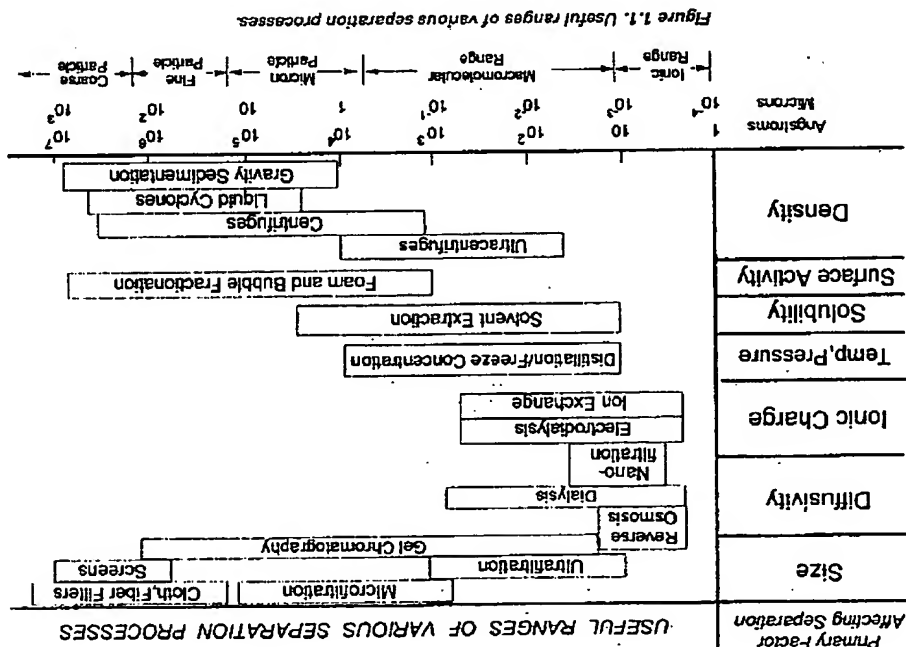 Primary Factor
Affecting Separation
USEFUL RANGES OF VARIOUS SEPARATION PROCESSES
Size
Microfiltration
Cloth,Fiber Filters
Ultrafiltration
Screens
Gel Chromatography
Diffusivity
Reverse
Osmosis
Dialysis
Nano-
filtration
Ionic Charge
Electrodialysis
Ion Exchange
Temp,Pressure
Distillation/Freeze Concentration
Solubility
Solvent Extraction
Surface Activity
Foam and Bubble Fractionation
Density
Ultracentrifuges
Centrifuges
Liquid Cyclones
Gravity Sedimentation
Angstroms 1 10 10² 10³ 10⁴ 10⁵ 10⁶ 10⁷
Microns 10⁻⁴ 10⁻³ 10⁻² 10⁻¹ 1 10 10² 10³
Ionic Range
Macromolecular Range
Micron Particle
Fine Particle
Coarse Particle
Figure 1.1. Useful ranges of various separation processes.